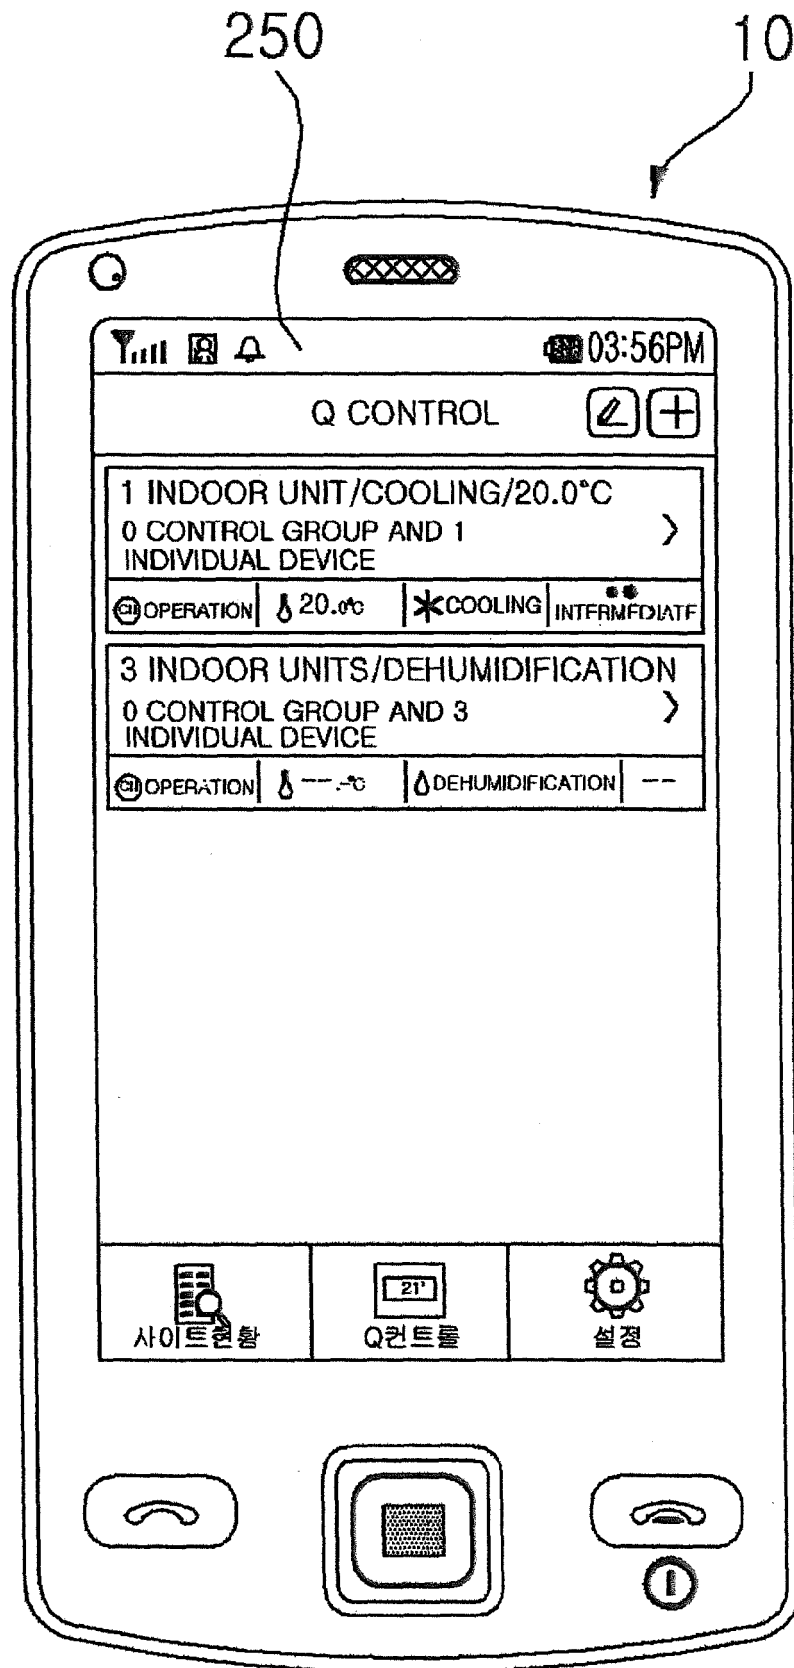 250
10
03:56PM
Q CONTROL
1 INDOOR UNIT/COOLING/20.0°C
0 CONTROL GROUP AND 1
INDIVIDUAL DEVICE
OPERATION 20.0°C COOLING INTERMEDIATE
3 INDOOR UNITS/DEHUMIDIFICATION
0 CONTROL GROUP AND 3
INDIVIDUAL DEVICE
OPERATION --.-°C DEHUMIDIFICATION --
21°
사이트현황 Q컨트롤 설정